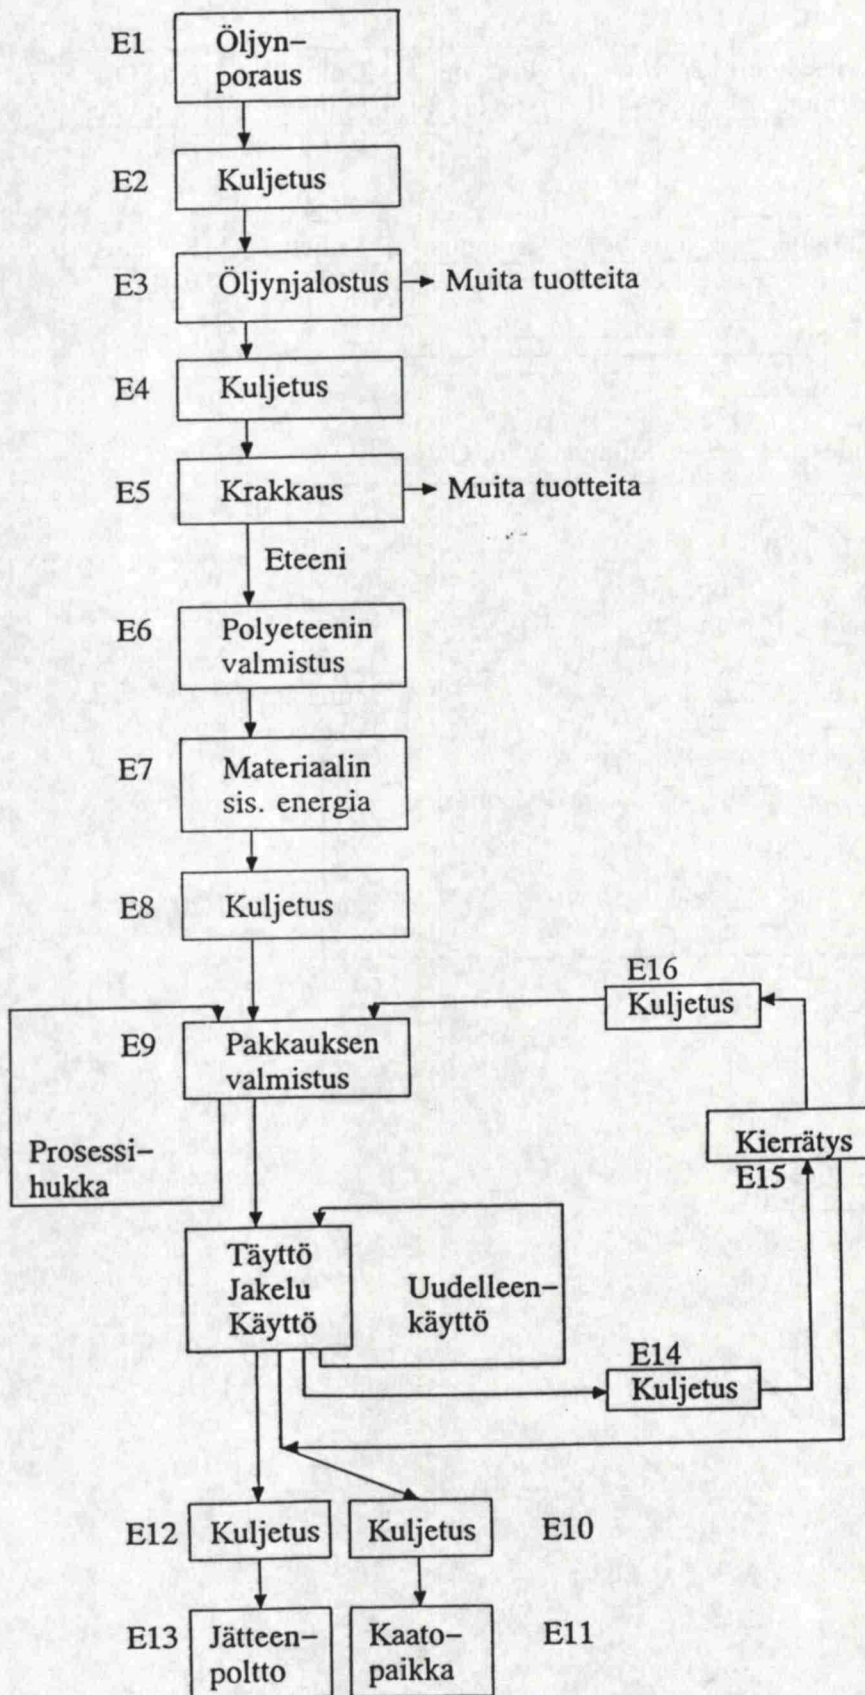 E1
Öljyn–
poraus
E2
Kuljetus
E3
Öljynjalostus
Muita tuotteita
E4
Kuljetus
E5
Krakkaus
Muita tuotteita
Eteeni
E6
Polyeteenin
valmistus
E7
Materiaalin
sis. energia
E8
Kuljetus
E16
Kuljetus
E9
Pakkauksen
valmistus
Prosessi–
hukka
Kierrätys
E15
Täyttö
Jakelu
Käyttö
Uudelleen–
käyttö
E14
Kuljetus
E12
Kuljetus
Kuljetus
E10
E13
Jätteen–
poltto
Kaato–
paikka
E11